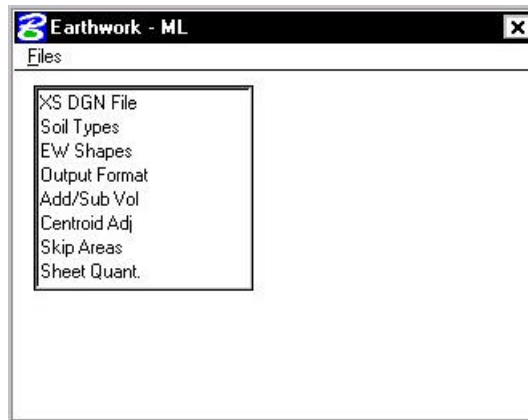 Earthwork - ML
Files
XS DGN File
Soil Types
EW Shapes
Output Format
Add/Sub Vol
Centroid Adj
Skip Areas
Sheet Quant.